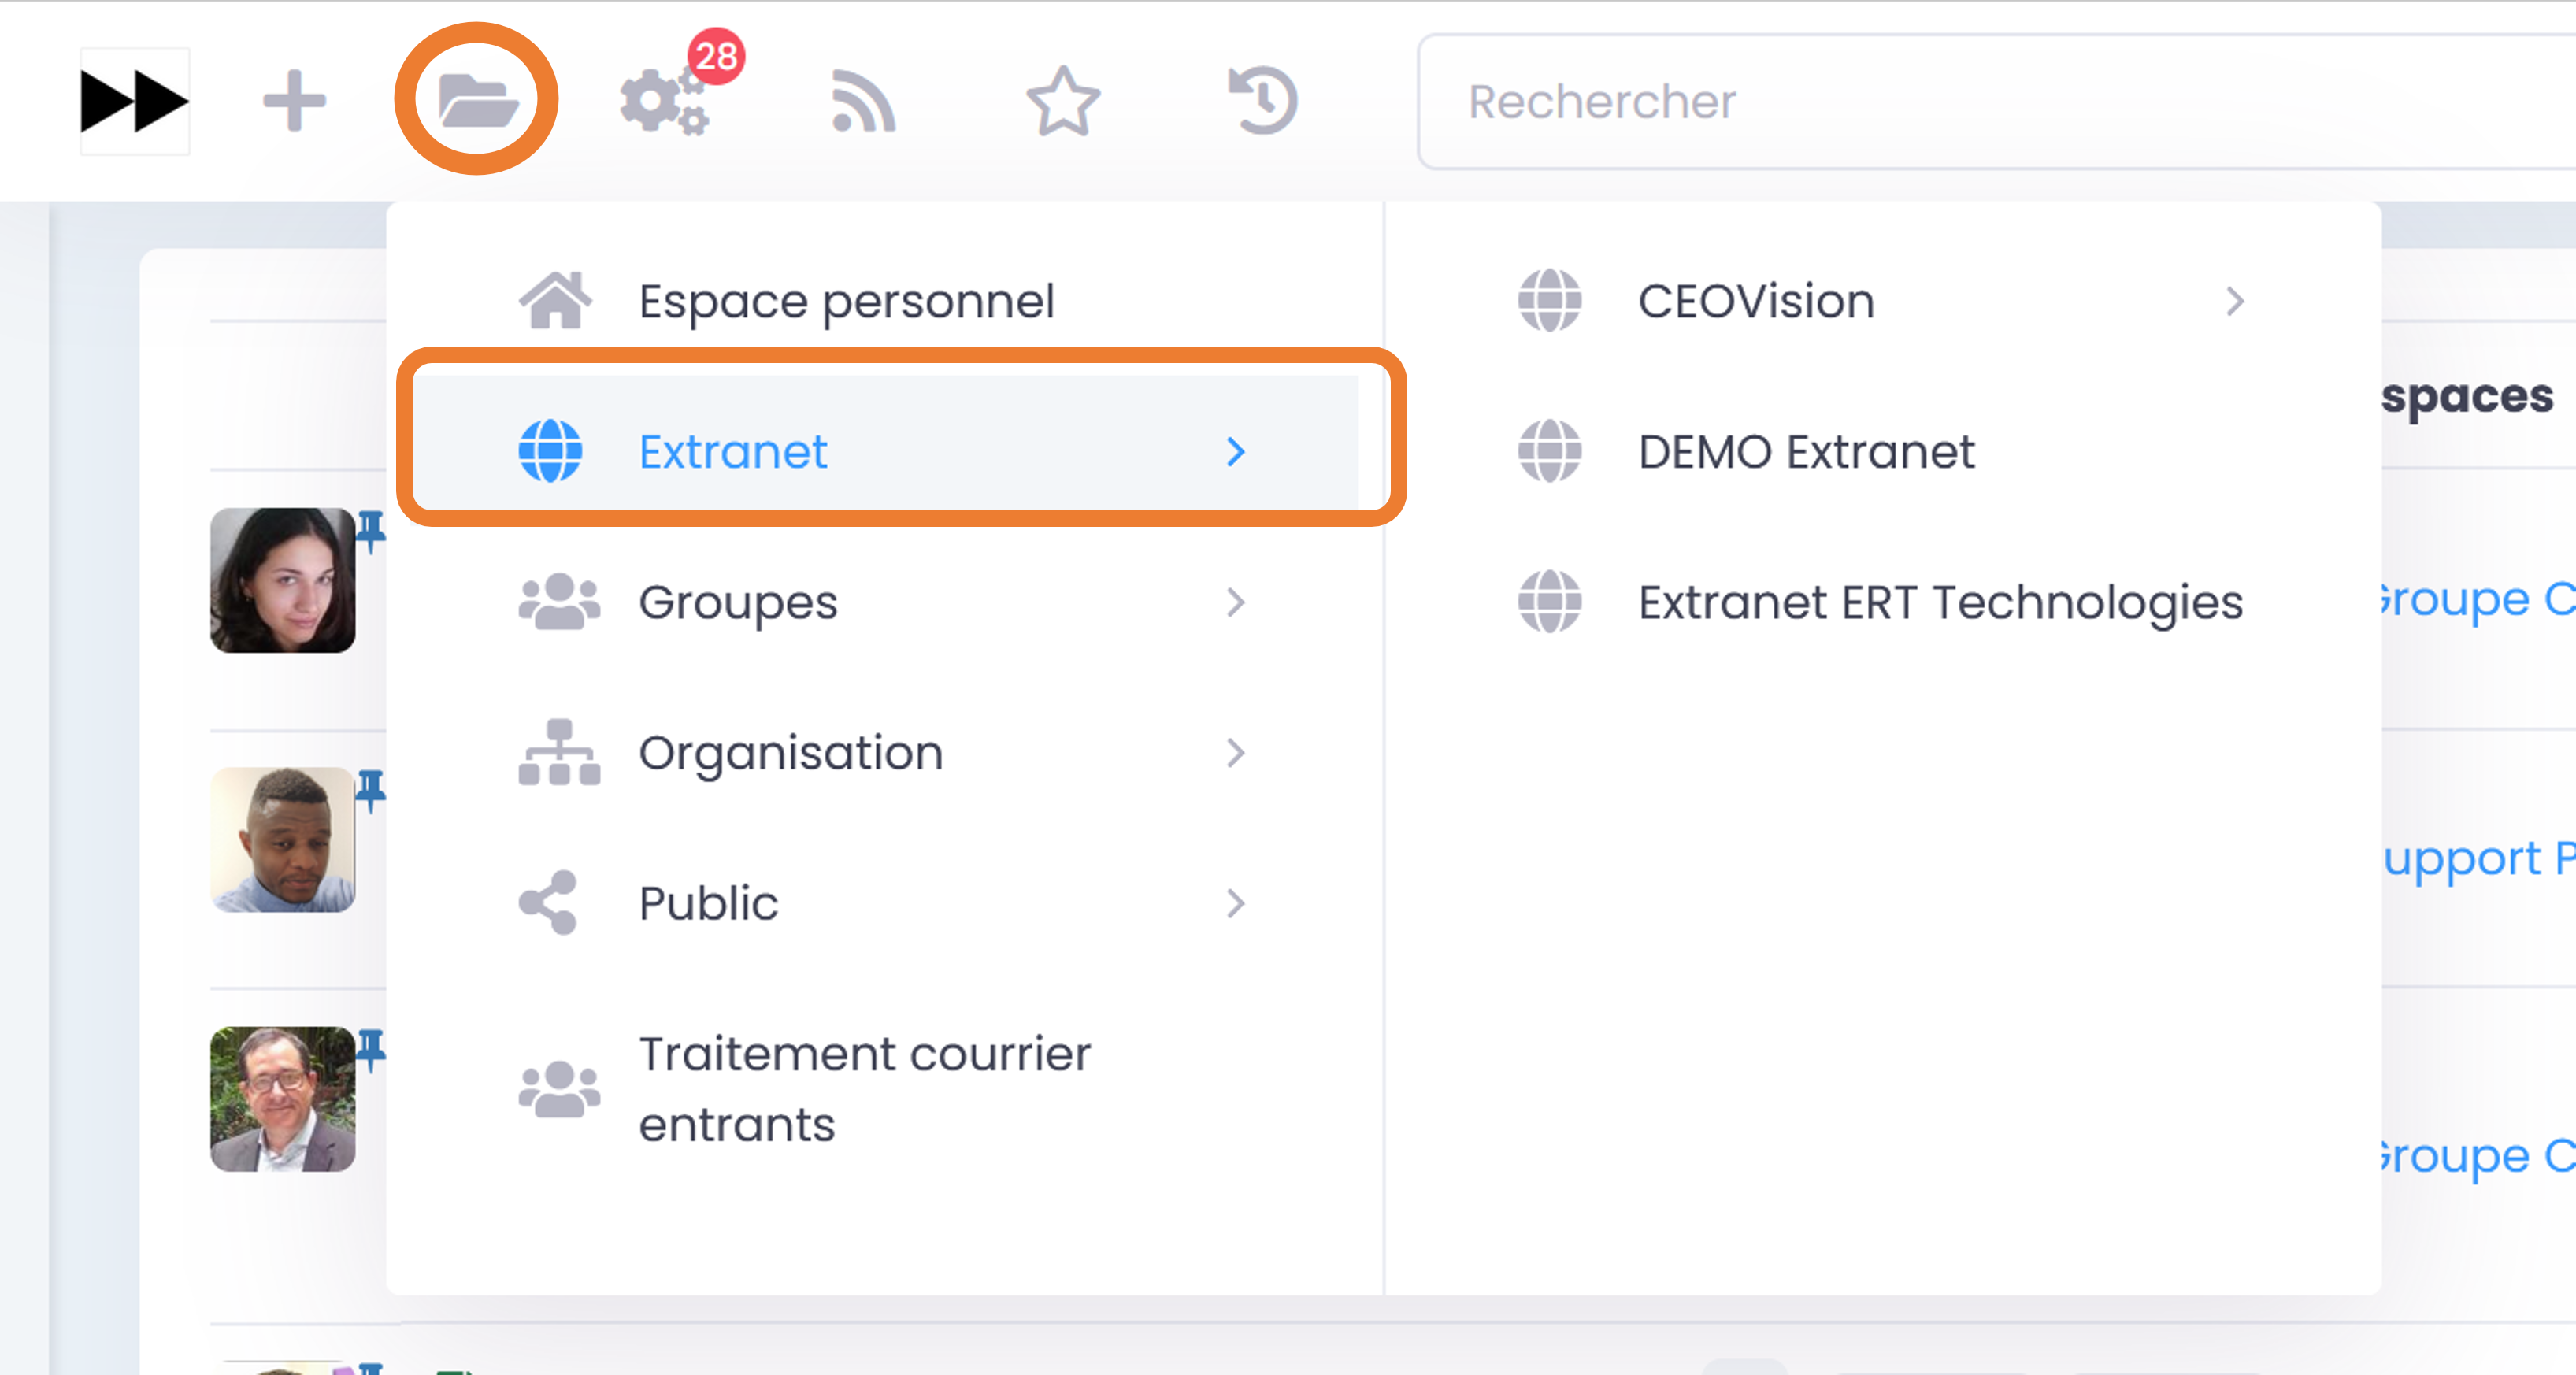 28
Rechercher
Espace personnel
CEOVision
Extranet
DEMO Extranet
Groupes
Extranet ERT Technologies
Organisation
Public
Traitement courrier
entrants
spaces
roupe C
upport P
roupe C